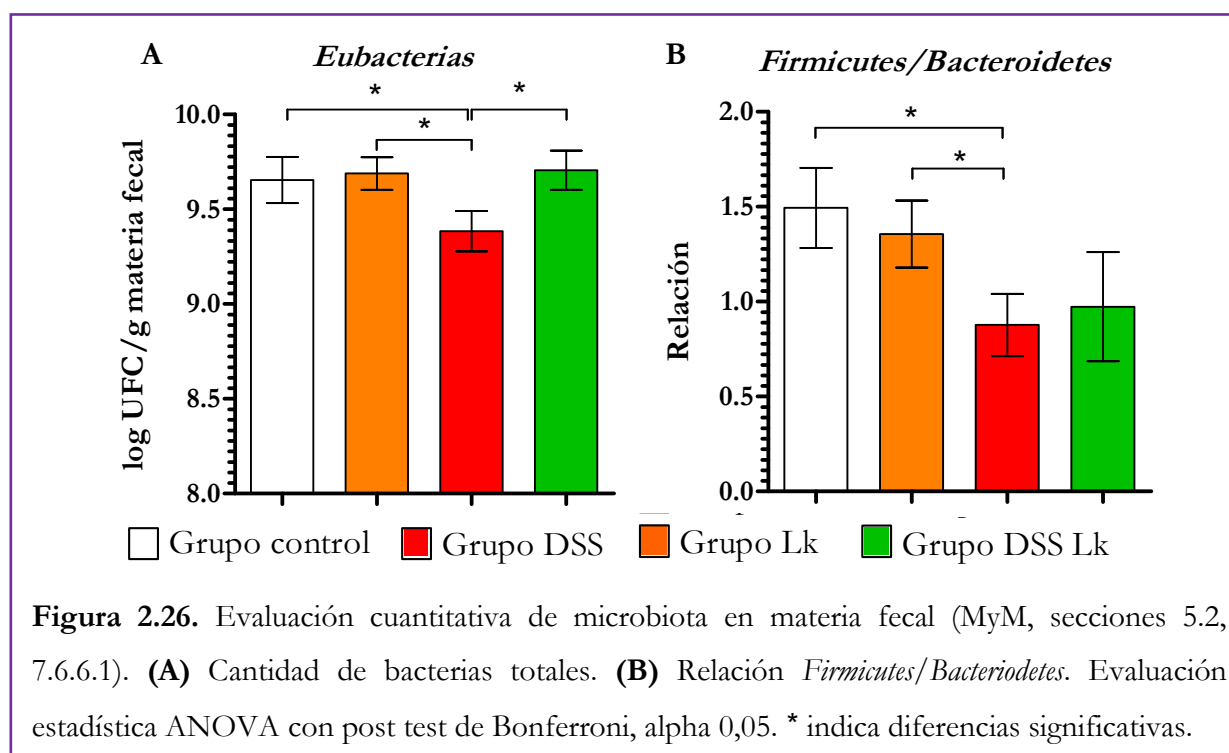 A Eubacterias B Firmicutes/Bacteroidetes
* * *
* *
log UFC/g materia fecal
10.0
9.5
9.0
8.5
8.0
Relación
2.0
1.5
1.0
0.5
0.0
Grupo control Grupo DSS Grupo Lk Grupo DSS Lk
Figura 2.26. Evaluación cuantitativa de microbiota en materia fecal (MyM, secciones 5.2,
7.6.6.1). (A) Cantidad de bacterias totales. (B) Relación Firmicutes/Bacteriodetes. Evaluación
estadística ANOVA con post test de Bonferroni, alpha 0,05. * indica diferencias significativas.